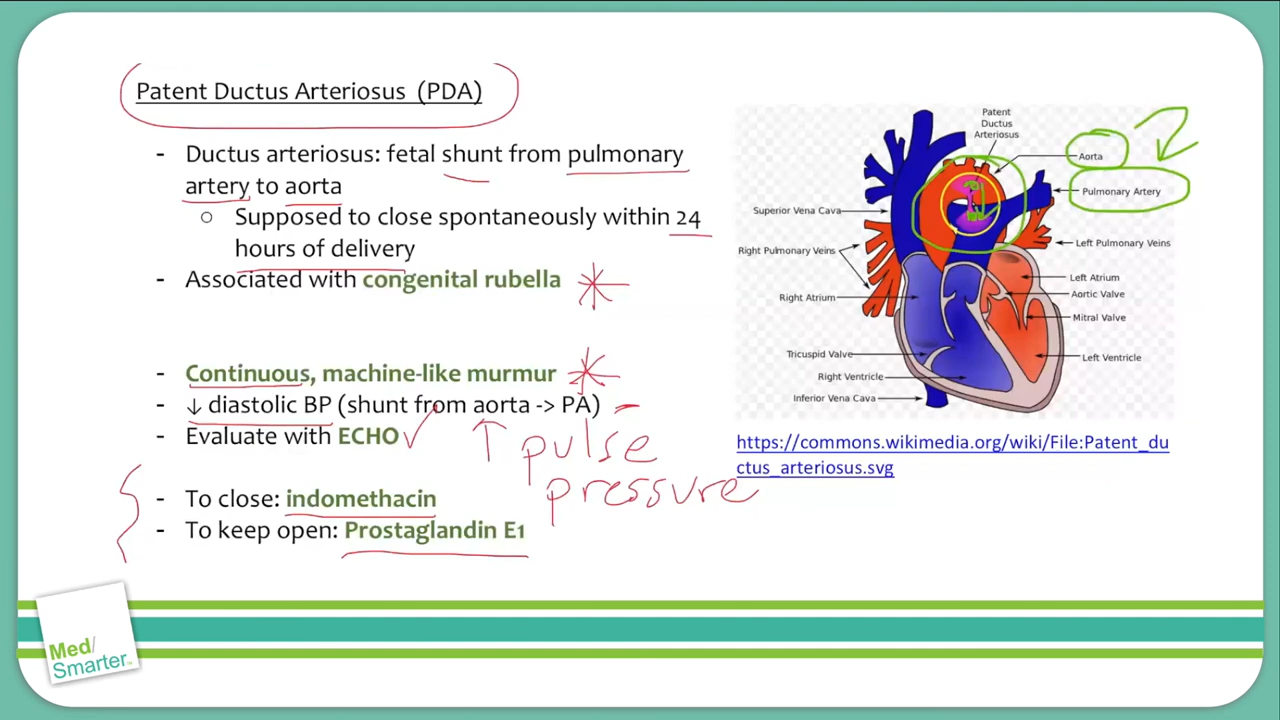 Patent Ductus Arteriosus (PDA)
- Ductus arteriosus: fetal shunt from pulmonary
artery to aorta
○ Supposed to close spontaneously within 24
hours of delivery
- Associated with congenital rubella
- Continuous, machine-like murmur
- ↓ diastolic BP (shunt from aorta -> PA)
- Evaluate with ECHO
↑ pulse
pressure
- To close: indomethacin
- To keep open: Prostaglandin E1
Patent
Ductus
Arteriosus
Aorta
Pulmonary Artery
Superior Vena Cava
Right Pulmonary Veins
Left Pulmonary Veins
Left Atrium
Right Atrium
Aortic Valve
Mitral Valve
Tricuspid Valve
Left Ventricle
Right Ventricle
Inferior Vena Cava
https://commons.wikimedia.org/wiki/File:Patent_du
ctus_arteriosus.svg
Med/
Smarter™